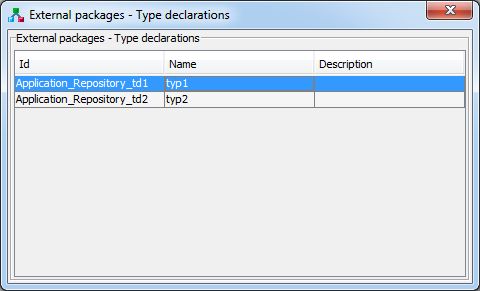 External packages - Type declarations
External packages - Type declarations
Id Name Description
Application_Repository_td1 typ1
Application_Repository_td2 typ2